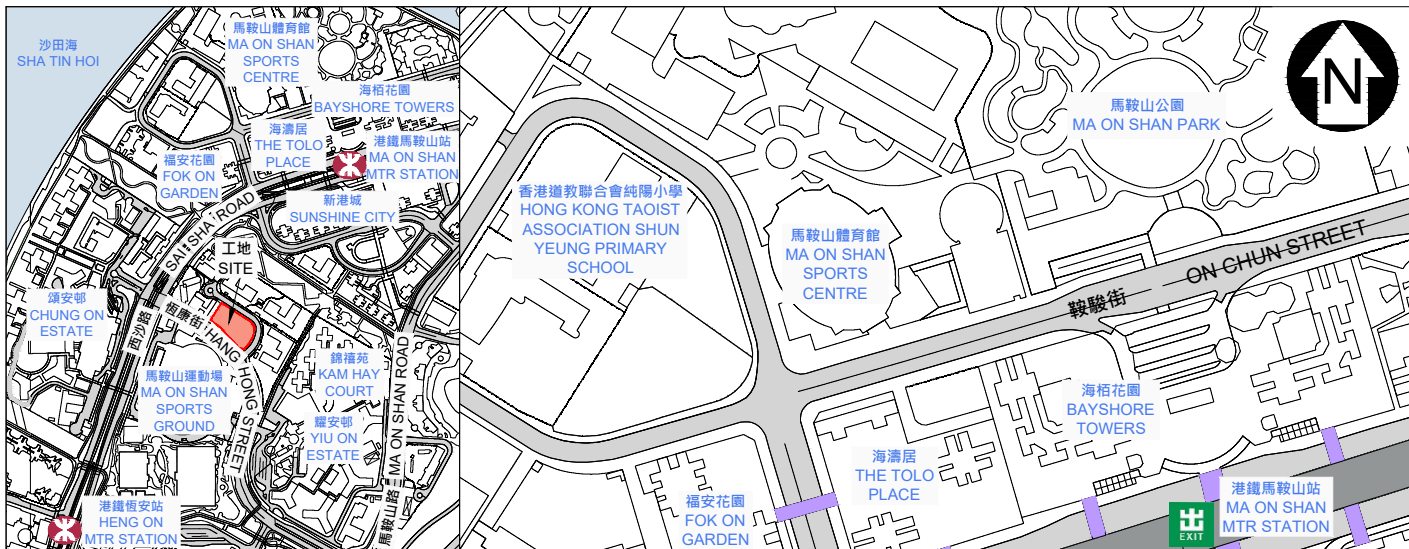 沙田海
SHA TIN HOI
馬鞍山體育館
MA ON SHAN
SPORTS
CENTRE
海栢花園
BAYSHORE TOWERS
海濤居
THE TOLO
PLACE
港鐵馬鞍山站
MA ON SHAN
MTR STATION
福安花園
FOK ON
GARDEN
新港城
SUNSHINE CITY
SAI SHA ROAD
西沙路
工地
SITE
頌安邨
CHUNG ON
ESTATE
恆康街
HANG HONG STREET
馬鞍山運動場
MA ON SHAN
SPORTS
GROUND
錦禧苑
KAM HAY
COURT
耀安邨
YIU ON
ESTATE
馬鞍山路
MA ON SHAN ROAD
港鐵恆安站
HENG ON
MTR STATION
N
馬鞍山公園
MA ON SHAN PARK
香港道教聯合會純陽小學
HONG KONG TAOIST
ASSOCIATION SHUN
YEUNG PRIMARY
SCHOOL
馬鞍山體育館
MA ON SHAN
SPORTS
CENTRE
鞍駿街
ON CHUN STREET
海栢花園
BAYSHORE
TOWERS
海濤居
THE TOLO
PLACE
福安花園
FOK ON
GARDEN
出
EXIT
港鐵馬鞍山站
MA ON SHAN
MTR STATION